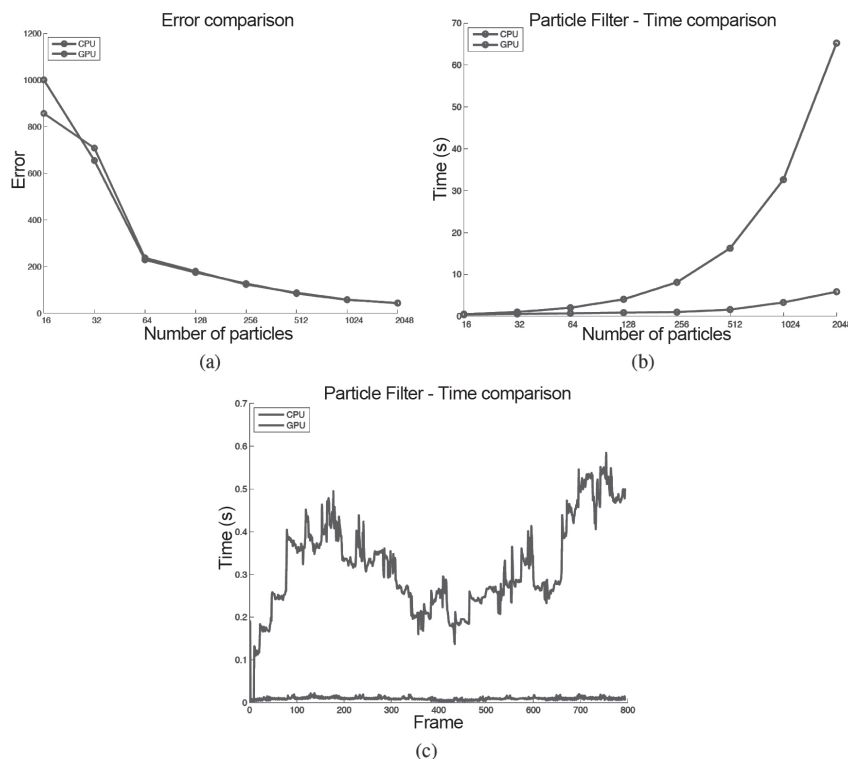 Error comparison
CPU
GPU
1200
1000
800
600
400
200
0
Error
16 32 64 128 256 512 1024 2048
Number of particles
(a)
Particle Filter - Time comparison
CPU
GPU
70
60
50
40
30
20
10
0
Time (s)
16 32 64 128 256 512 1024 2048
Number of particles
(b)
Particle Filter - Time comparison
CPU
GPU
0.7
0.6
0.5
0.4
0.3
0.2
0.1
0
Time (s)
0 100 200 300 400 500 600 700 800
Frame
(c)